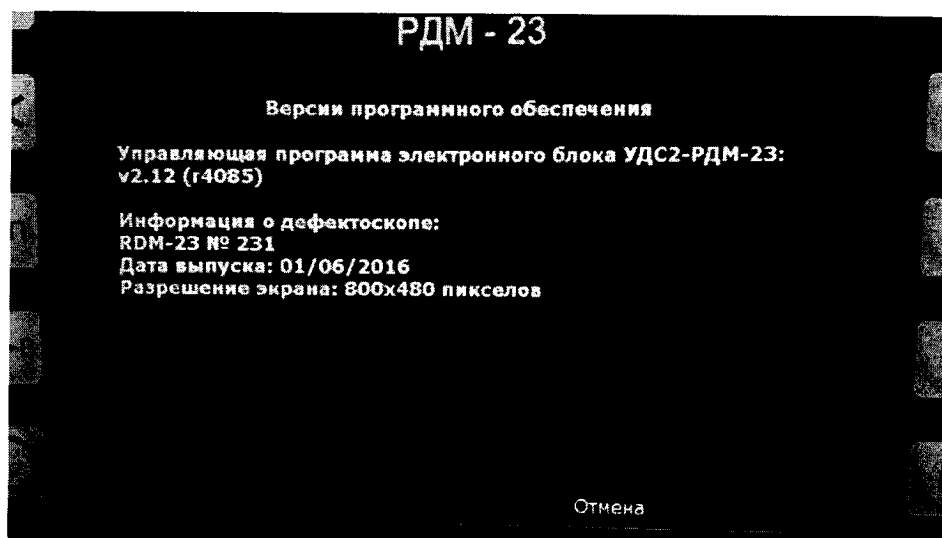 РДМ - 23
Версии программного обеспечения
Управляющая программа электронного блока УДС2-РДМ-23:
v2.12 (r4085)
Информация о дефектоскопе:
RDM-23 № 231
Дата выпуска: 01/06/2016
Разрешение экрана: 800x480 пикселов
Отмена